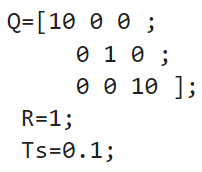 Q=[10 0 0 ;
0 1 0 ;
0 0 10 ];
R=1;
Ts=0.1;